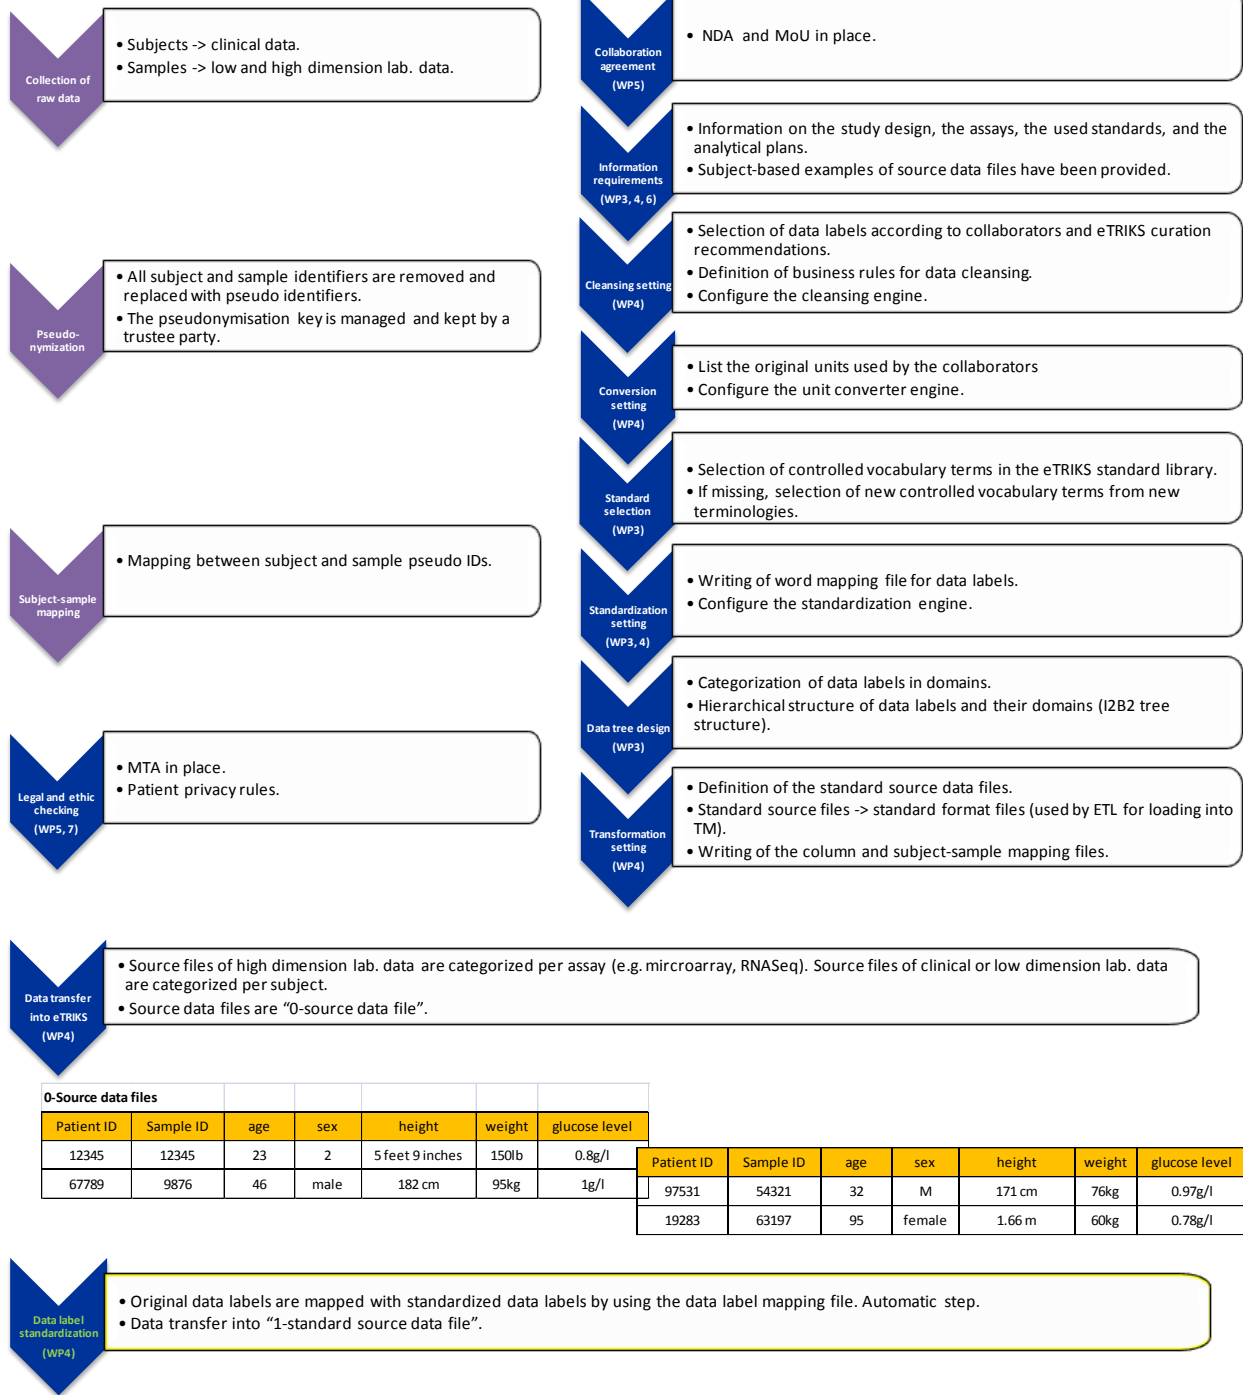 Collection of
raw data
• Subjects -> clinical data.
• Samples -> low and high dimension lab. data.
Pseudo-
nymization
• All subject and sample identifiers are removed and
replaced with pseudo identifiers.
• The pseudonymisation key is managed and kept by a
trustee party.
Subject-sample
mapping
• Mapping between subject and sample pseudo IDs.
Legal and ethic
checking
(WP5, 7)
• MTA in place.
• Patient privacy rules.
Collaboration
agreement
(WP5)
• NDA and MoU in place.
Information
requirements
(WP3, 4, 6)
• Information on the study design, the assays, the used standards, and the
analytical plans.
• Subject-based examples of source data files have been provided.
Cleansing setting
(WP4)
• Selection of data labels according to collaborators and eTRIKS curation
recommendations.
• Definition of business rules for data cleansing.
• Configure the cleansing engine.
Conversion
setting
(WP4)
• List the original units used by the collaborators
• Configure the unit converter engine.
Standard
selection
(WP3)
• Selection of controlled vocabulary terms in the eTRIKS standard library.
• If missing, selection of new controlled vocabulary terms from new
terminologies.
Standardization
setting
(WP3, 4)
• Writing of word mapping file for data labels.
• Configure the standardization engine.
Data tree design
(WP3)
• Categorization of data labels in domains.
• Hierarchical structure of data labels and their domains (I2B2 tree
structure).
Transformation
setting
(WP4)
• Definition of the standard source data files.
• Standard source files -> standard format files (used by ETL for loading into
TM).
• Writing of the column and subject-sample mapping files.
Data transfer
into eTRIKS
(WP4)
• Source files of high dimension lab. data are categorized per assay (e.g. mircroarray, RNASeq). Source files of clinical or low dimension lab. data
are categorized per subject.
• Source data files are “0-source data file”.
0-Source data files
Patient ID Sample ID age sex height weight glucose level
12345 12345 23 2 5 feet 9 inches 150lb 0.8g/l
67789 9876 46 male 182 cm 95kg 1g/l
Patient ID Sample ID age sex height weight glucose level
97531 54321 32 M 171 cm 76kg 0.97g/l
19283 63197 95 female 1.66 m 60kg 0.78g/l
Data label
standardization
(WP4)
• Original data labels are mapped with standardized data labels by using the data label mapping file. Automatic step.
• Data transfer into “1-standard source data file”.